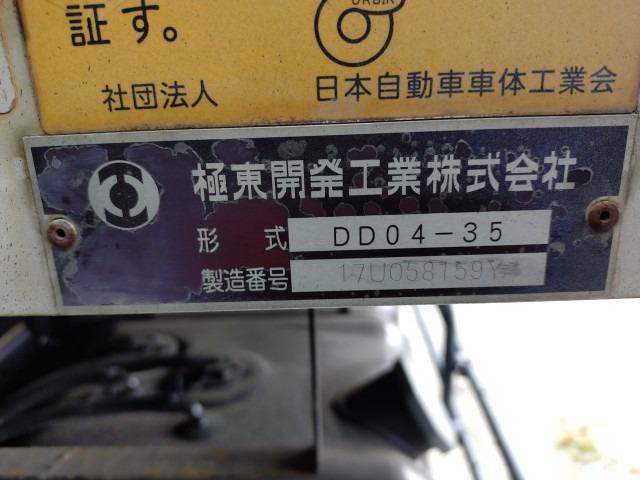 証す。
社団法人 日本自動車車体工業会
極東開発工業株式会社
形 式 DD04-35
製造番号